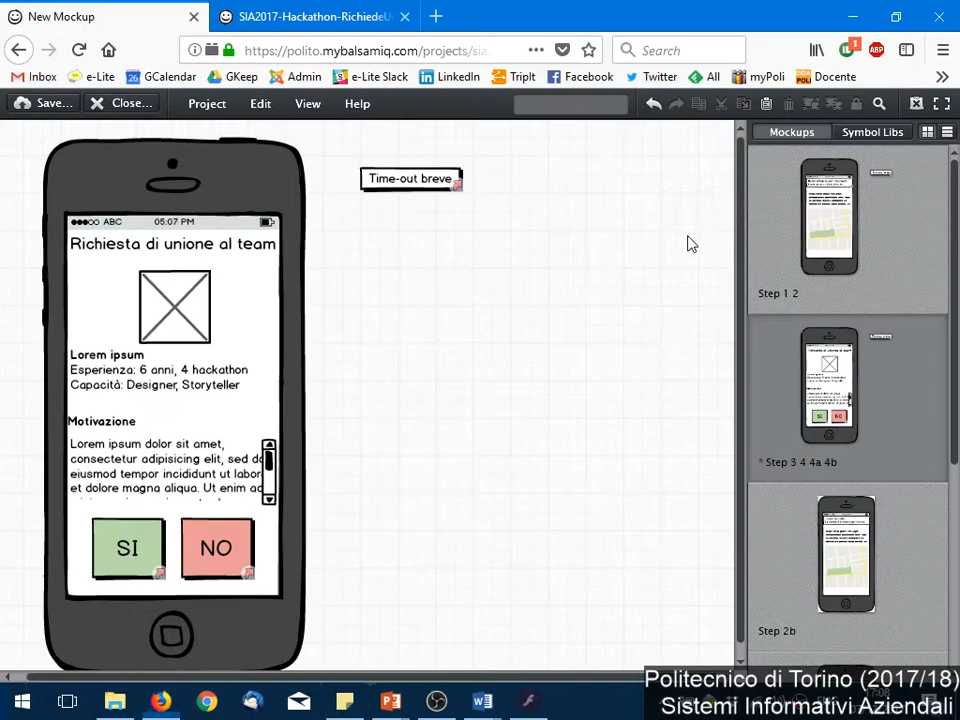 New Mockup
SIA2017-Hackathon-RichiedeU
https://polito.mybalsamiq.com/projects/sia
Search
Inbox
e-Lite
GCalendar
GKeep
Admin
e-Lite Slack
LinkedIn
TripIt
Facebook
Twitter
All
myPoli
Docente
Save...
Close...
Project
Edit
View
Help
Mockups
Symbol Libs
Time-out breve
ABC
05:07 PM
Richiesta di unione al team
Lorem ipsum
Esperienza: 6 anni, 4 hackathon
Capacità: Designer, Storyteller
Motivazione
Lorem ipsum dolor sit amet,
consectetur adipisicing elit, sed do
eiusmod tempor incididunt ut labore
et dolore magna aliqua. Ut enim ad
SI
NO
Step 1 2
* Step 3 4 4a 4b
Step 2b
Politecnico di Torino (2017/18)
Sistemi Informativi Aziendali